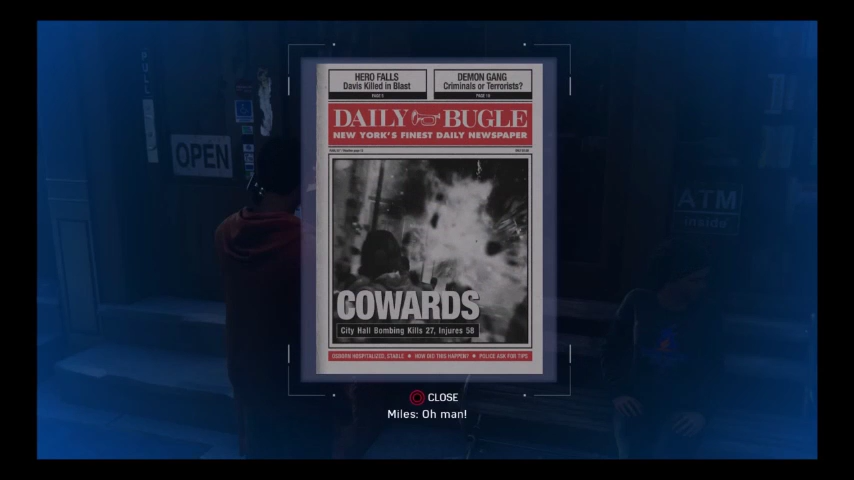 PULL
OPEN
HERO FALLS
Davis Killed in Blast
DEMON GANG
Criminals or Terrorists?
DAILY BUGLE
NEW YORK'S FINEST DAILY NEWSPAPER
COWARDS
City Hall Bombing Kills 27, Injures 58
OSBORN HOSPITALIZED, STABLE ★ HOW DID THIS HAPPEN? ★ POLICE ASK FOR TIPS
ATM
inside
CLOSE
Miles: Oh man!